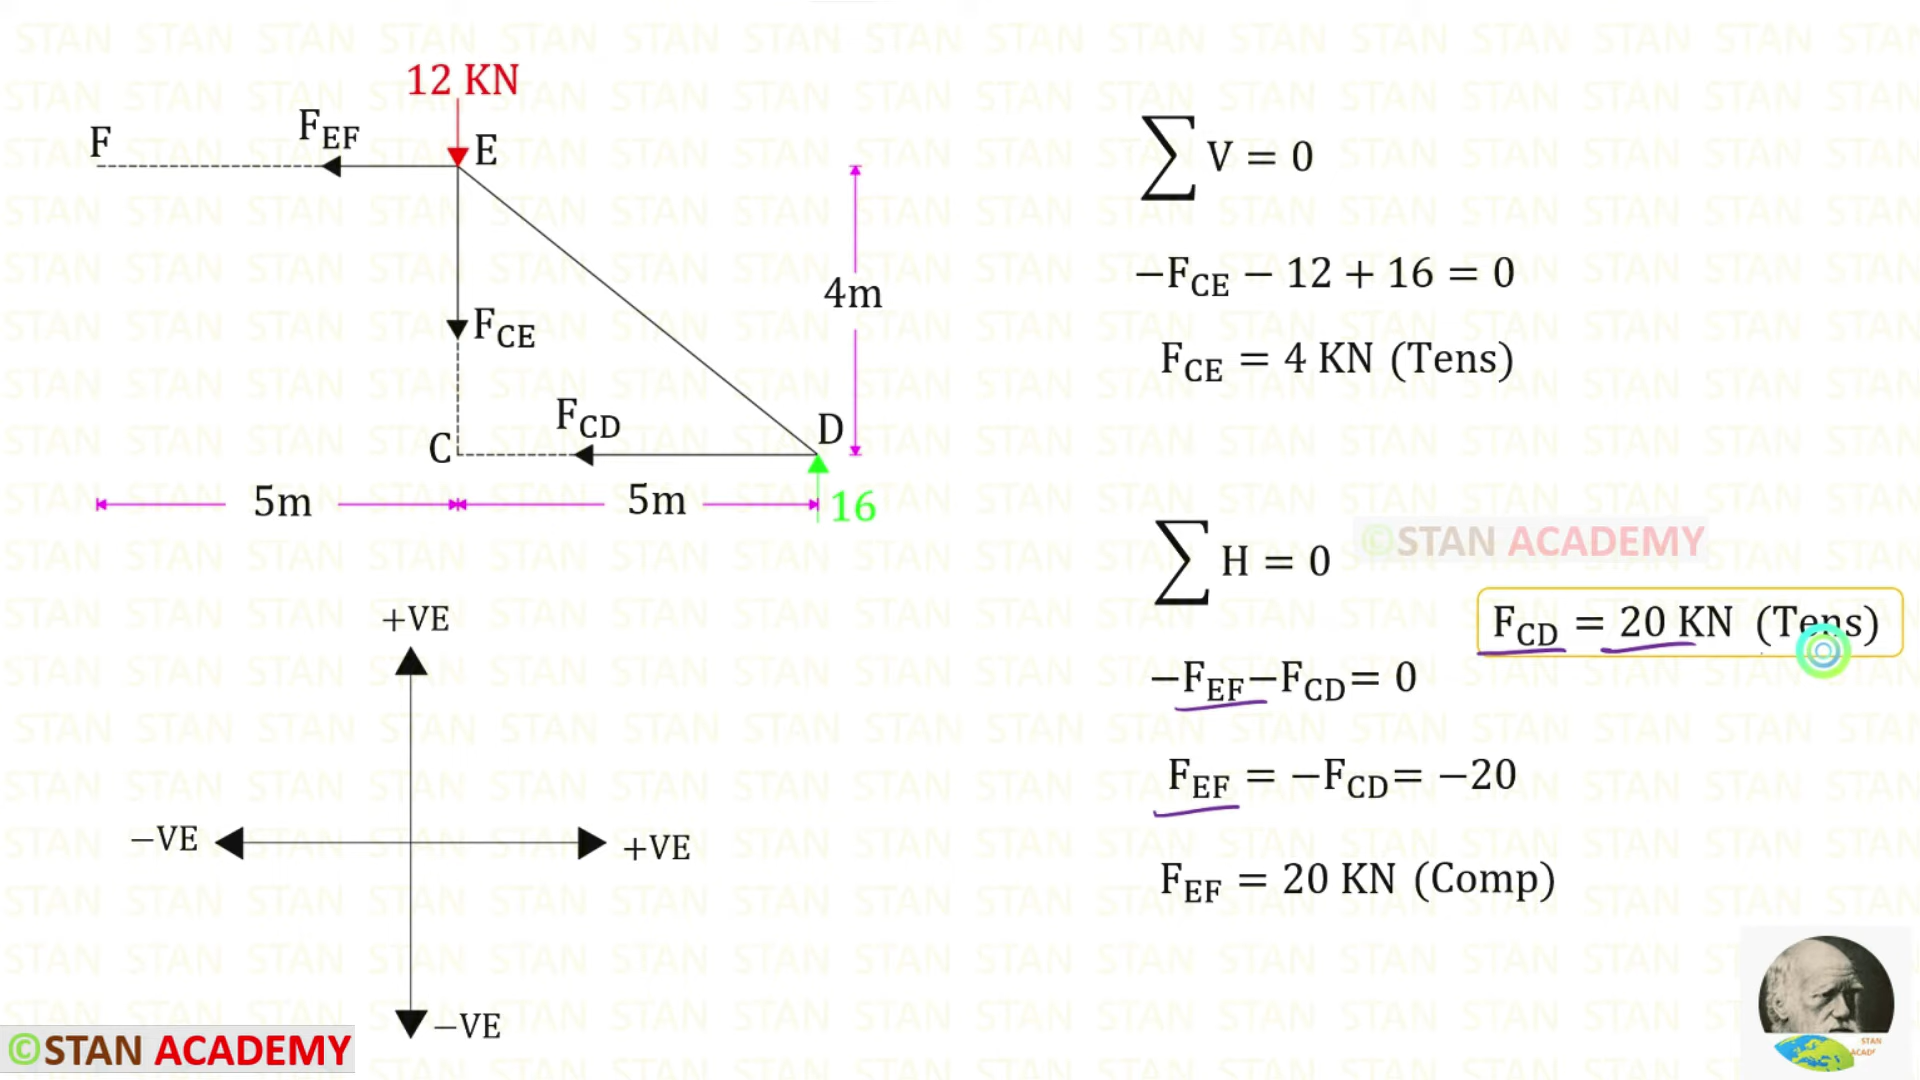 12 KN
F
F_EF
E
F_CE
4m
F_CD
C
D
5m
5m
16
+VE
−VE
+VE
−VE
∑ V = 0
−F_CE − 12 + 16 = 0
F_CE = 4 KN (Tens)
∑ H = 0
©STAN ACADEMY
F_CD = 20 KN (Tens)
−F_EF−F_CD= 0
F_EF = −F_CD= −20
F_EF = 20 KN (Comp)
©STAN ACADEMY
STAN